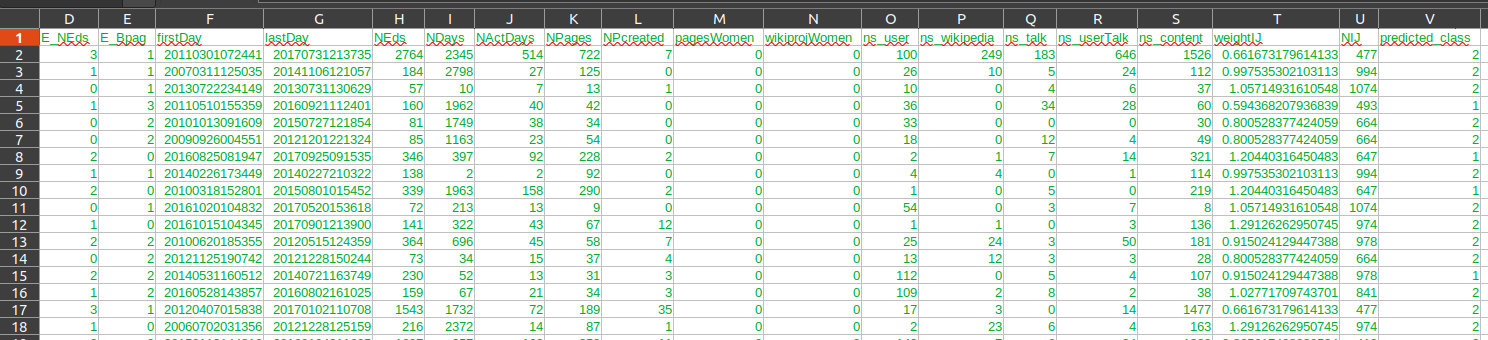 D E F G H I J K L M N O P Q R S T U V
1 E_NEds E_Bpag firstDay lastDay NEds NDays NActDays NPages NPcreated pagesWomen wikiprojWomen ns_user ns_wikipedia ns_talk ns_userTalk ns_content weightIJ NIJ predicted_class
2 3 1 20110301072441 20170731213735 2764 2345 514 722 7 0 0 100 249 183 646 1526 0.661673179614133 477 2
3 1 1 20070311125035 20141106121057 184 2798 27 125 0 0 0 26 10 5 24 112 0.997535302103113 994 2
4 0 1 20130722234149 20130731130629 57 10 7 13 1 0 0 10 0 4 6 37 1.05714931610548 1074 2
5 1 3 20110510155359 20160921112401 160 1962 40 42 0 0 0 36 0 34 28 60 0.594368207936839 493 1
6 0 2 20101013091609 20150727121854 81 1749 38 34 0 0 0 33 0 0 0 30 0.800528377424059 664 2
7 0 2 20090926004551 20121201221324 85 1163 23 54 0 0 0 18 0 12 4 49 0.800528377424059 664 2
8 2 0 20160825081947 20170925091535 346 397 92 228 2 0 0 2 1 7 14 321 1.20440316450483 647 1
9 1 1 20140226173449 20140227210322 138 2 2 92 0 0 0 4 4 0 1 114 0.997535302103113 994 2
10 2 0 20100318152801 20150801015452 339 1963 158 290 2 0 0 1 0 5 0 219 1.20440316450483 647 1
11 0 1 20161020104832 20170520153618 72 213 13 9 0 0 0 54 0 3 7 8 1.05714931610548 1074 2
12 1 0 20161015104345 20170901213900 141 322 43 67 12 0 0 1 1 0 3 136 1.29126262950745 974 2
13 2 2 20100620185355 20120515124359 364 696 45 58 7 0 0 25 24 3 50 181 0.915024129447388 978 2
14 0 2 20121125190742 20121228150244 73 34 15 37 4 0 0 13 12 3 3 28 0.800528377424059 664 2
15 2 2 20140531160512 20140721163749 230 52 13 31 3 0 0 112 0 5 4 107 0.915024129447388 978 1
16 1 2 20160528143857 20160802161025 159 67 21 34 3 0 0 109 2 8 2 38 1.02771709743701 841 2
17 3 1 20120407015838 20170102110708 1543 1732 72 189 35 0 0 17 3 0 14 1477 0.661673179614133 477 2
18 1 0 20060702031356 20121228125159 216 2372 14 87 1 0 0 2 23 6 4 163 1.29126262950745 974 2